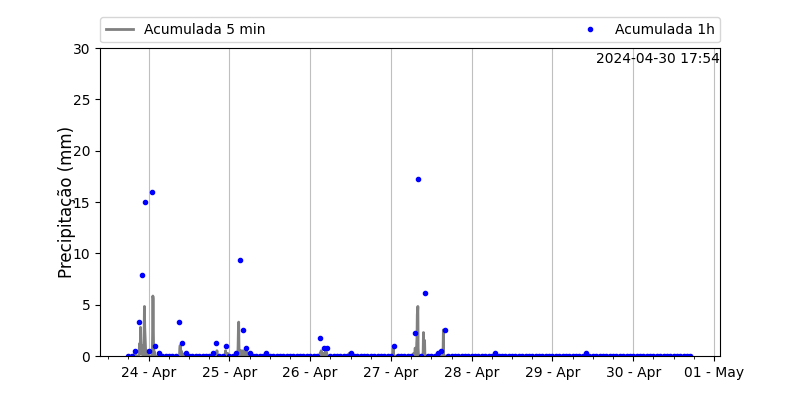 Acumulada 5 min
Acumulada 1h
2024-04-30 17:54
Precipitação (mm)
30
25
20
15
10
5
0
24 - Apr
25 - Apr
26 - Apr
27 - Apr
28 - Apr
29 - Apr
30 - Apr
01 - May